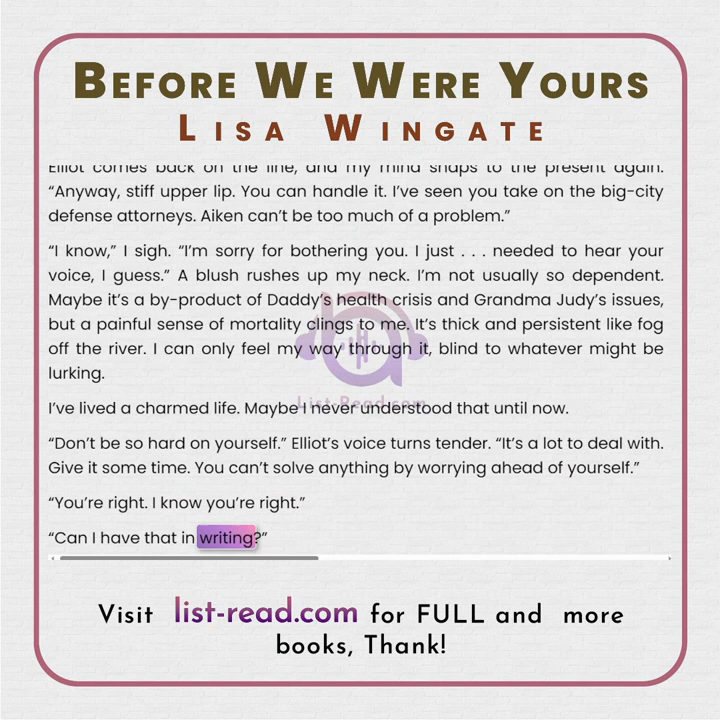 BEFORE WE WERE YOURS
LISA WINGATE
Elliot comes back on the line, and my mind snaps to the present again.
“Anyway, stiff upper lip. You can handle it. I’ve seen you take on the big-city
defense attorneys. Aiken can’t be too much of a problem.”
“I know,” I sigh. “I’m sorry for bothering you. I just . . . needed to hear your
voice, I guess.” A blush rushes up my neck. I’m not usually so dependent.
Maybe it’s a by-product of Daddy’s health crisis and Grandma Judy’s issues,
but a painful sense of mortality clings to me. It’s thick and persistent like fog
off the river. I can only feel my way through it, blind to whatever might be
lurking.
List-Read.com
I’ve lived a charmed life. Maybe I never understood that until now.
“Don’t be so hard on yourself.” Elliot’s voice turns tender. “It’s a lot to deal with.
Give it some time. You can’t solve anything by worrying ahead of yourself.”
“You’re right. I know you’re right.”
“Can I have that in writing?”
Visit list-read.com for FULL and more
books, Thank!